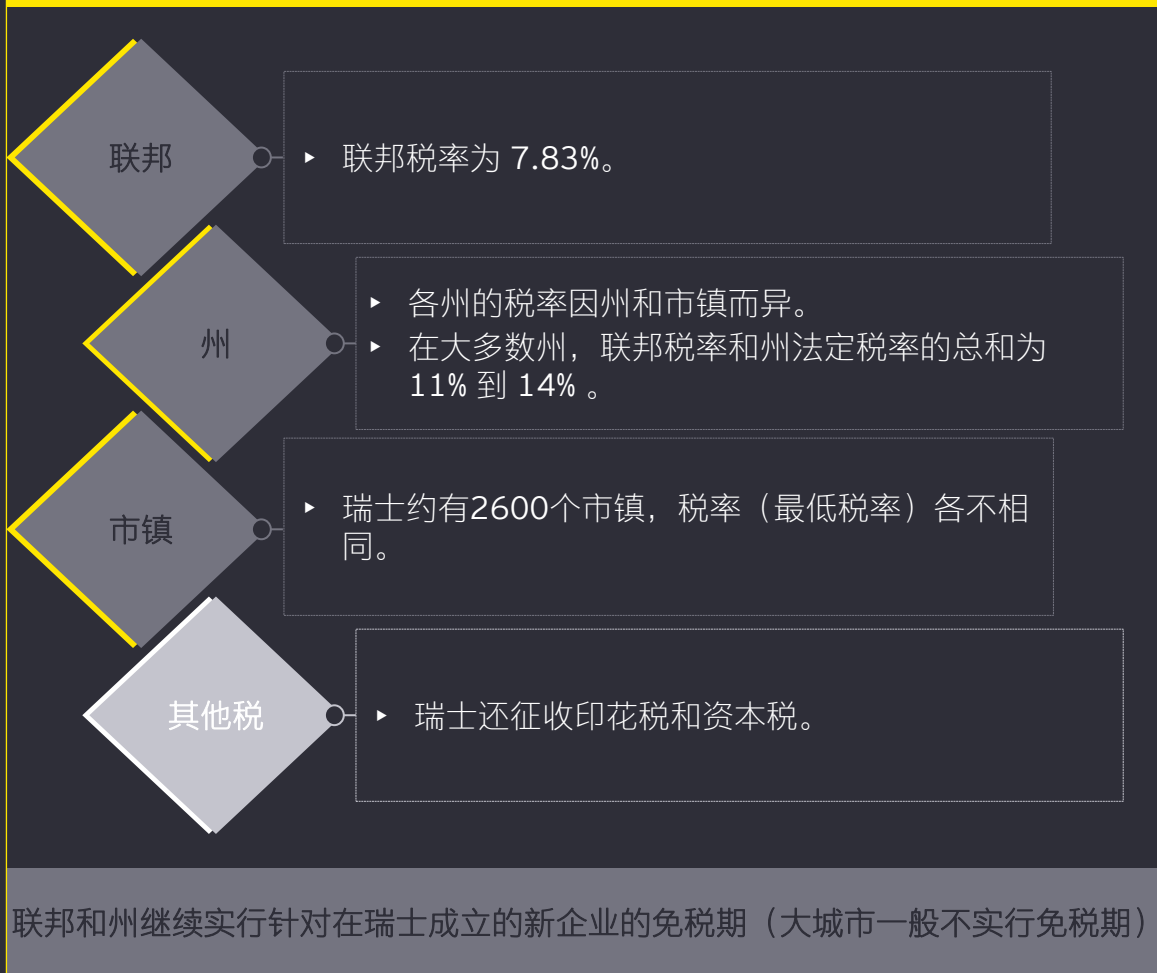 联邦
▸ 联邦税率为 7.83%。
州
▸ 各州的税率因州和市镇而异。
▸ 在大多数州，联邦税率和州法定税率的总和为
11% 到 14% 。
市镇
▸ 瑞士约有2600个市镇，税率（最低税率）各不相
同。
其他税
▸ 瑞士还征收印花税和资本税。
联邦和州继续实行针对在瑞士成立的新企业的免税期（大城市一般不实行免税期）